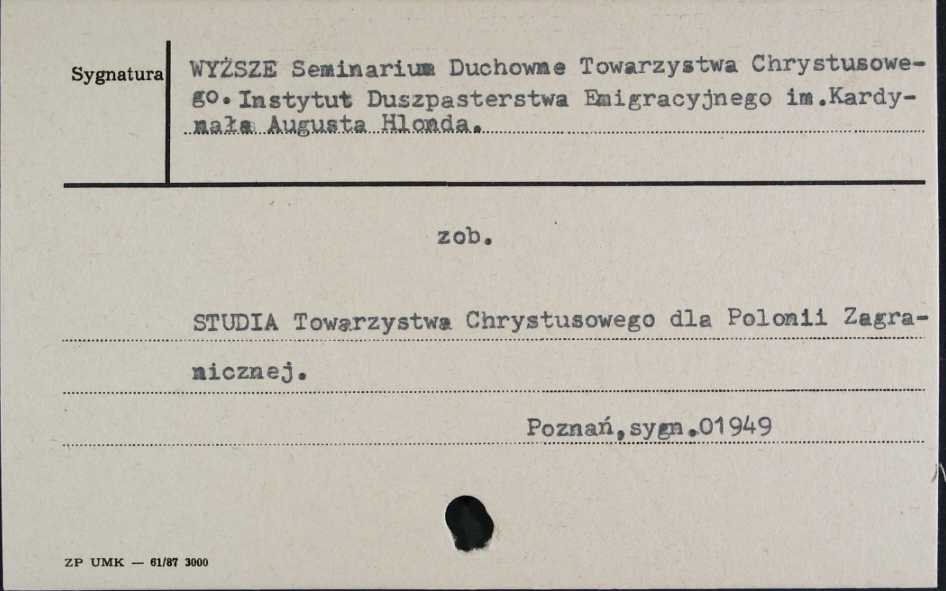 Sygnatura
WYŻSZE Seminarium Duchowne Towarzystwa Chrystusowe-
go. Instytut Duszpasterstwa Emigracyjnego im.Kardy-
nała Augusta Hlonda.
zob.
STUDIA Towarzystwa Chrystusowego dla Polonii Zagra-
nicznej.
Poznań,sygn.01949
ZP UMK — 61/87 3000